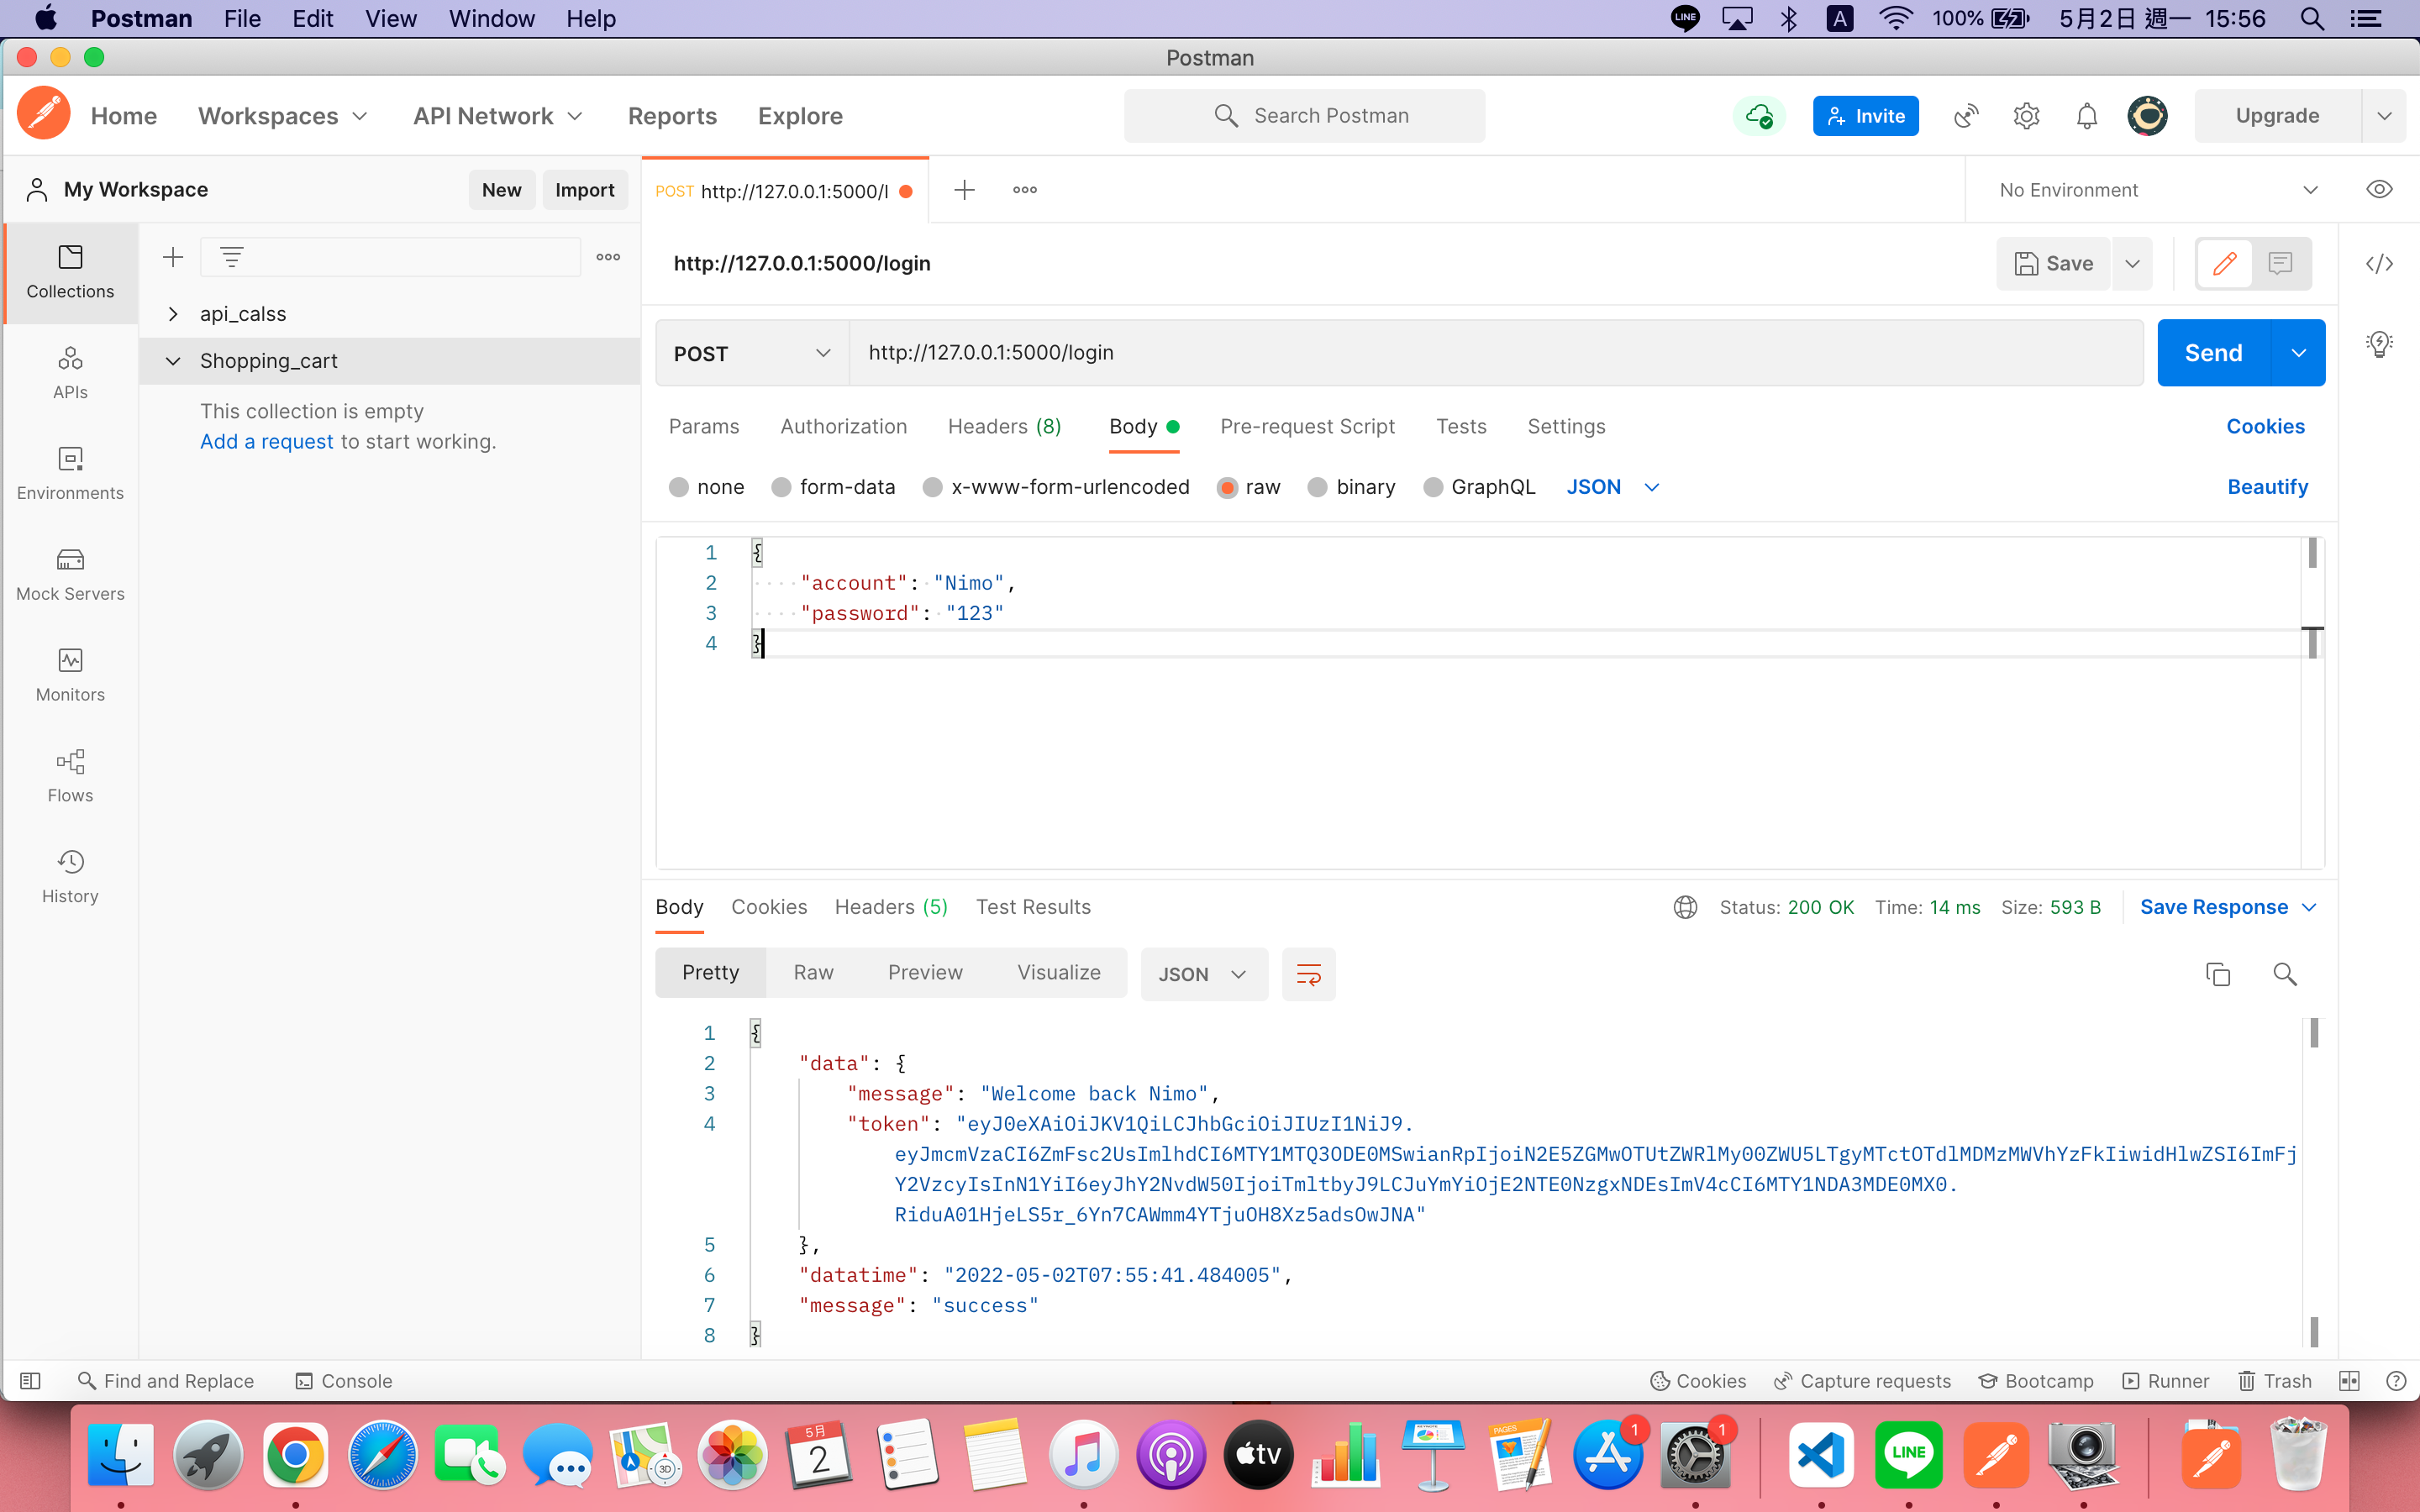 Postman File Edit View Window Help LINE A 100% 5月2日 週一 15:56
Postman
Home Workspaces API Network Reports Explore Search Postman Invite Upgrade
My Workspace New Import POST http://127.0.0.1:5000/l No Environment
Collections
APIs
Environments
Mock Servers
Monitors
Flows
History
api_calss
Shopping_cart
This collection is empty
Add a request to start working.
http://127.0.0.1:5000/login Save
POST http://127.0.0.1:5000/login Send
Params Authorization Headers (8) Body Pre-request Script Tests Settings Cookies
none form-data x-www-form-urlencoded raw binary GraphQL JSON Beautify
1 {
2 "account": "Nimo",
3 "password": "123"
4 }
Body Cookies Headers (5) Test Results Status: 200 OK Time: 14 ms Size: 593 B Save Response
Pretty Raw Preview Visualize JSON
1 {
2 "data": {
3 "message": "Welcome back Nimo",
4 "token": "eyJ0eXAiOiJKV1QiLCJhbGciOiJIUzI1NiJ9.
eyJmcmVzaCI6ZmFsc2UsImlhdCI6MTY1MTQ3ODE0MSwianRpIjoiN2E5ZGMwOTUtZWRlMy00ZWU5LTgyMTctOTdlMDMzMWVhYzFkIiwidHlwZSI6ImFj
Y2VzcyIsInN1YiI6eyJhY2NvdW50IjoiTmltbyJ9LCJuYmYiOjE2NTE0NzgxNDEsImV4cCI6MTY1NDA3MDE0MX0.
RiduA01HjeLS5r_6Yn7CAWmm4YTjuOH8Xz5adsOwJNA"
5 },
6 "datatime": "2022-05-02T07:55:41.484005",
7 "message": "success"
8 }
Find and Replace Console Cookies Capture requests Bootcamp Runner Trash
3D 5月 2 tv PAGES 1 1 LINE